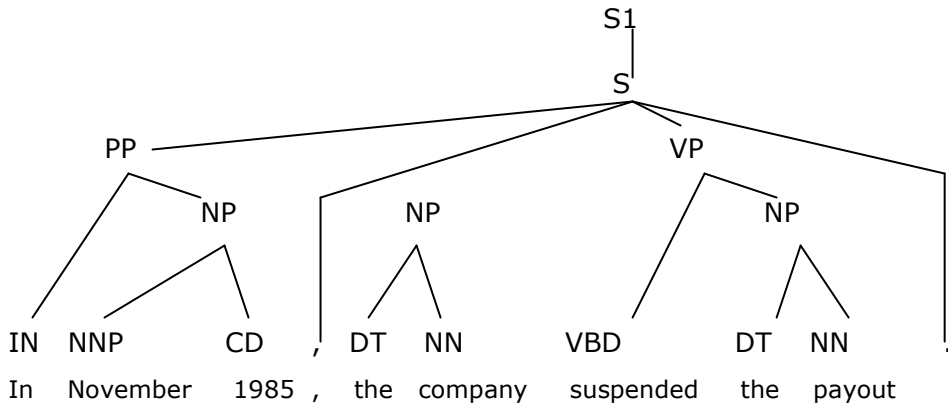 S1
S
PP VP
NP NP NP
IN NNP CD , DT NN VBD DT NN .
In November 1985 , the company suspended the payout